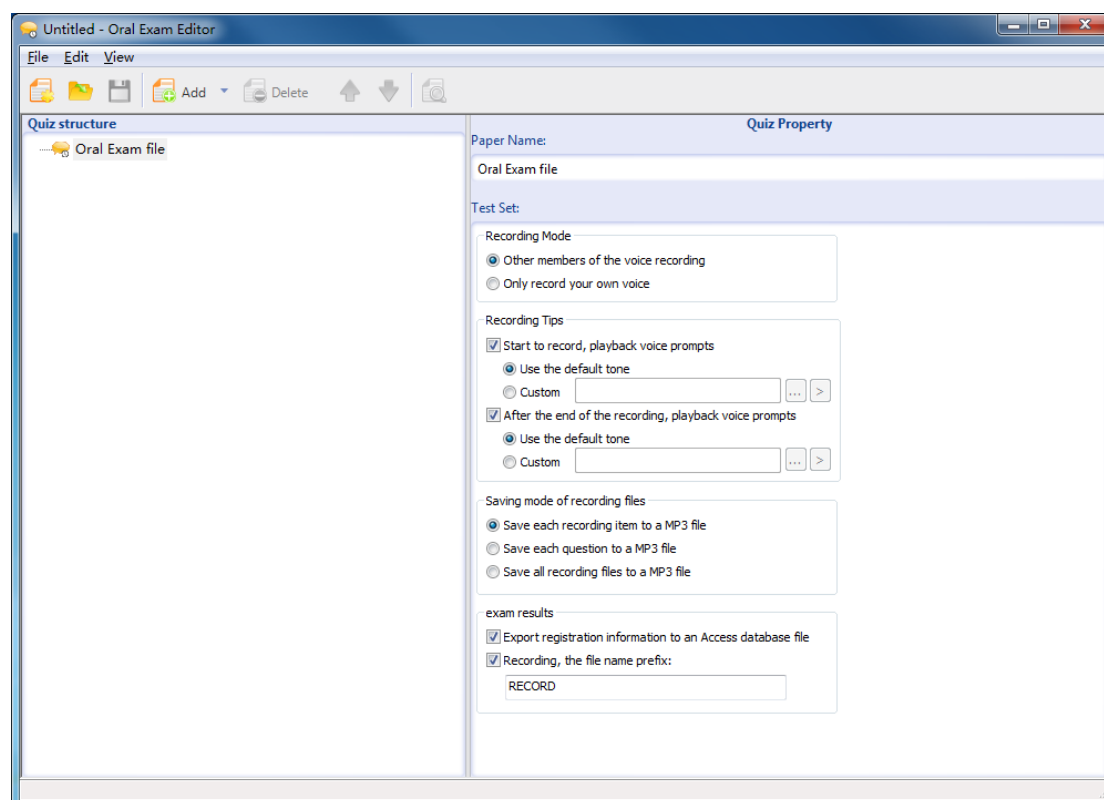 Untitled - Oral Exam Editor
File Edit View
Add Delete
Quiz structure
Oral Exam file
Quiz Property
Paper Name:
Oral Exam file
Test Set:
Recording Mode
Other members of the voice recording
Only record your own voice
Recording Tips
Start to record, playback voice prompts
Use the default tone
Custom ... >
After the end of the recording, playback voice prompts
Use the default tone
Custom ... >
Saving mode of recording files
Save each recording item to a MP3 file
Save each question to a MP3 file
Save all recording files to a MP3 file
exam results
Export registration information to an Access database file
Recording, the file name prefix:
RECORD